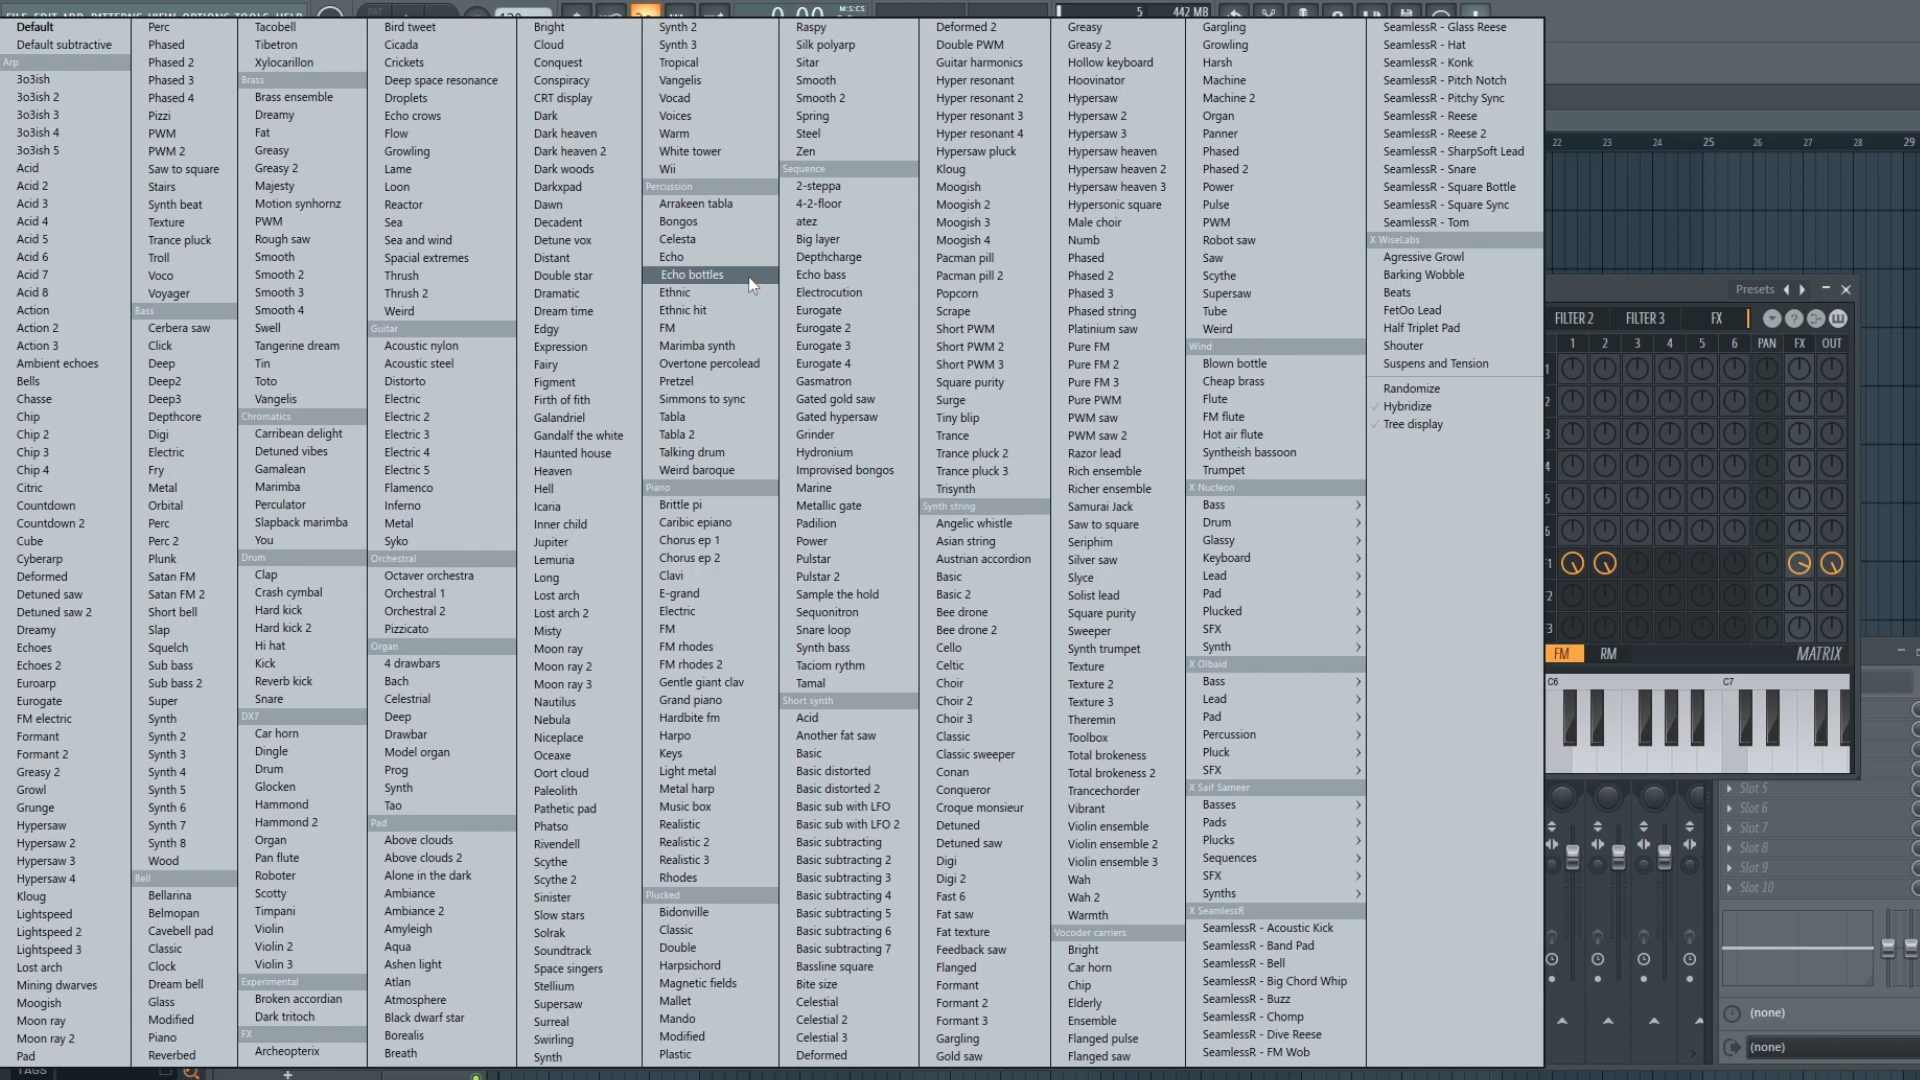 Default
Default subtractive
Arp
3o3ish
3o3ish 2
3o3ish 3
3o3ish 4
3o3ish 5
Acid
Acid 2
Acid 3
Acid 4
Acid 5
Acid 6
Acid 7
Acid 8
Action
Action 2
Action 3
Ambient echoes
Bells
Chasse
Chip
Chip 2
Chip 3
Chip 4
Citric
Countdown
Countdown 2
Cube
Cyberarp
Deformed
Detuned saw
Detuned saw 2
Dreamy
Echoes
Echoes 2
Euroarp
Eurogate
FM electric
Formant
Formant 2
Greasy 2
Growl
Grunge
Hypersaw
Hypersaw 2
Hypersaw 3
Hypersaw 4
Kloug
Lightspeed
Lightspeed 2
Lightspeed 3
Lost arch
Mining dwarves
Moogish
Moon ray
Moon ray 2
Pad
Perc
Phased
Phased 2
Phased 3
Phased 4
Pizzi
PWM
PWM 2
Saw to square
Stairs
Synth beat
Texture
Trance pluck
Troll
Voco
Voyager
Bass
Cerbera saw
Click
Deep
Deep2
Deep3
Depthcore
Digi
Electric
Fry
Metal
Orbital
Perc
Perc 2
Plunk
Satan FM
Satan FM 2
Short bell
Slap
Squelch
Sub bass
Sub bass 2
Super
Synth
Synth 2
Synth 3
Synth 4
Synth 5
Synth 6
Synth 7
Synth 8
Wood
Bell
Bellarina
Belmopan
Cavebell pad
Classic
Clock
Dream bell
Glass
Modified
Piano
Reverbed
Tacobell
Tibetron
Xylocarillon
Brass
Brass ensemble
Dreamy
Fat
Greasy
Greasy 2
Majesty
Motion synhornz
PWM
Rough saw
Smooth
Smooth 2
Smooth 3
Smooth 4
Swell
Tangerine dream
Tin
Toto
Vangelis
Chromatics
Carribean delight
Detuned vibes
Gamalean
Marimba
Perculator
Slapback marimba
You
Drum
Clap
Crash cymbal
Hard kick
Hard kick 2
Hi hat
Kick
Reverb kick
Snare
DX7
Car horn
Dingle
Drum
Glocken
Hammond
Hammond 2
Organ
Pan flute
Roboter
Scotty
Timpani
Violin
Violin 2
Violin 3
Experimental
Broken accordian
Dark tritoch
FX
Archeopterix
Bird tweet
Cicada
Crickets
Deep space resonance
Droplets
Echo crows
Flow
Growling
Lame
Loon
Reactor
Sea
Sea and wind
Spacial extremes
Thrush
Thrush 2
Weird
Guitar
Acoustic nylon
Acoustic steel
Distorto
Electric
Electric 2
Electric 3
Electric 4
Electric 5
Flamenco
Inferno
Metal
Syko
Orchestral
Octaver orchestra
Orchestral 1
Orchestral 2
Pizzicato
Organ
4 drawbars
Bach
Celestrial
Deep
Drawbar
Model organ
Prog
Synth
Tao
Pad
Above clouds
Above clouds 2
Alone in the dark
Ambiance
Ambiance 2
Amyleigh
Aqua
Ashen light
Atlan
Atmosphere
Black dwarf star
Borealis
Breath
Bright
Cloud
Conquest
Conspiracy
CRT display
Dark
Dark heaven
Dark heaven 2
Dark woods
Darkxpad
Dawn
Decadent
Detune vox
Distant
Double star
Dramatic
Dream time
Edgy
Expression
Fairy
Figment
Birth of fith
Galandriel
Gandalf the white
Haunted house
Heaven
Hell
Icaria
Inner child
Jupiter
Lemuria
Long
Lost arch
Lost arch 2
Misty
Moon ray
Moon ray 2
Moon ray 3
Nautilus
Nebula
Niceplace
Oceaxe
Oort cloud
Paleolith
Pathetic pad
Phatso
Rivendell
Scythe
Scythe 2
Sinister
Slow stars
Solrak
Soundtrack
Space singers
Stellium
Supersaw
Surreal
Swirling
Synth
Synth 2
Synth 3
Tropical
Vangelis
Vocad
Voices
Warm
White tower
Wii
Percussion
Arrakeen tabla
Bongos
Celesta
Echo
Echo bottles
Ethnic
Ethnic hit
FM
Marimba synth
Overtone percolead
Pretzel
Simmons to sync
Tabla
Tabla 2
Talking drum
Weird baroque
Piano
Brittle pi
Caribic epiano
Chorus ep 1
Chorus ep 2
Clavi
E-grand
Electric
FM
FM rhodes
FM rhodes 2
Gentle giant clav
Grand piano
Hardbite fm
Harpo
Keys
Light metal
Metal harp
Music box
Realistic
Realistic 2
Realistic 3
Rhodes
Plucked
Bidonville
Classic
Double
Harpsichord
Magnetic fields
Mallet
Mando
Modified
Plastic
Raspy
Silk polyarp
Sitar
Smooth
Smooth 2
Spring
Steel
Zen
Sequence
2-steppa
4-2-floor
atez
Big layer
Depthcharge
Echo bass
Electrocution
Eurogate
Eurogate 2
Eurogate 3
Eurogate 4
Gasmatron
Gated gold saw
Gated hypersaw
Grinder
Hydronium
Improvised bongos
Marine
Metallic gate
Padilion
Power
Pulstar
Pulstar 2
Sample the hold
Sequonitron
Snare loop
Synth bass
Taciom rythm
Tamal
Short synth
Acid
Another fat saw
Basic
Basic distorted
Basic distorted 2
Basic sub with LFO
Basic sub with LFO 2
Basic subtracting
Basic subtracting 2
Basic subtracting 3
Basic subtracting 4
Basic subtracting 5
Basic subtracting 6
Basic subtracting 7
Bassline square
Bite size
Celestial
Celestial 2
Celestial 3
Deformed
Deformed 2
Double PWM
Guitar harmonics
Hyper resonant
Hyper resonant 2
Hyper resonant 3
Hyper resonant 4
Hypersaw pluck
Kloug
Moogish
Moogish 2
Moogish 3
Moogish 4
Pacman pill
Pacman pill 2
Popcorn
Scrape
Short PWM
Short PWM 2
Short PWM 3
Square purity
Surge
Tiny blip
Trance
Trance pluck 2
Trance pluck 3
Trisynth
Synth string
Angelic whistle
Asian string
Austrian accordion
Basic
Basic 2
Bee drone
Bee drone 2
Cello
Celtic
Choir
Choir 2
Choir 3
Classic
Classic sweeper
Conan
Conqueror
Croque monsieur
Detuned
Detuned saw
Digi
Digi 2
Fast 6
Fat saw
Fat texture
Feedback saw
Flanged
Formant
Formant 2
Formant 3
Gargling
Gold saw
Greasy
Greasy 2
Hollow keyboard
Hoovinator
Hypersaw
Hypersaw 2
Hypersaw 3
Hypersaw heaven
Hypersaw heaven 2
Hypersaw heaven 3
Hypersonic square
Male choir
Numb
Phased
Phased 2
Phased 3
Phased string
Platinium saw
Pure FM
Pure FM 2
Pure FM 3
Pure PWM
PWM saw
PWM saw 2
Razor lead
Rich ensemble
Richer ensemble
Samurai Jack
Saw to square
Seriphim
Silver saw
Slyce
Solist lead
Square purity
Sweeper
Synth trumpet
Texture
Texture 2
Texture 3
Theremin
Toolbox
Total brokeness
Total brokeness 2
Trancechorder
Vibrant
Violin ensemble
Violin ensemble 2
Violin ensemble 3
Wah
Wah 2
Warmth
Vocoder carriers
Bright
Car horn
Chip
Elderly
Ensemble
Flanged pulse
Flanged saw
Gargling
Growling
Harsh
Machine
Machine 2
Organ
Panner
Phased
Phased 2
Power
Pulse
PWM
Robot saw
Saw
Scythe
Supersaw
Tube
Weird
Wind
Blown bottle
Cheap brass
Flute
FM flute
Hot air flute
Syntheish bassoon
Trumpet
X Nucleon
Bass
Drum
Glassy
Keyboard
Lead
Pad
Plucked
SFX
Synth
X Olbaid
Bass
Lead
Pad
Percussion
Pluck
SFX
X Saif Sameer
Basses
Pads
Plucks
Sequences
SFX
Synths
X SeamlessR
SeamlessR - Acoustic Kick
SeamlessR - Band Pad
SeamlessR - Bell
SeamlessR - Big Chord Whip
SeamlessR - Buzz
SeamlessR - Chomp
SeamlessR - Dive Reese
SeamlessR - FM Wob
SeamlessR - Glass Reese
SeamlessR - Hat
SeamlessR - Konk
SeamlessR - Pitch Notch
SeamlessR - Pitchy Sync
SeamlessR - Reese
SeamlessR - Reese 2
SeamlessR - SharpSoft Lead
SeamlessR - Snare
SeamlessR - Square Bottle
SeamlessR - Square Sync
SeamlessR - Tom
X WiseLabs
Agressive Growl
Barking Wobble
Beats
FetOo Lead
Half Triplet Pad
Shouter
Suspens and Tension
Randomize
Hybridize
Tree display
5 442 MB
M:S:CS
22 23 24 25 26 27 28 29
Presets
FILTER 2 FILTER 3 FX
1 2 3 4 5 6 PAN FX OUT
FM RM MATRIX
C6 C7
Slot 5
Slot 6
Slot 7
Slot 8
Slot 9
Slot 10
(none)
(none)
TAGS